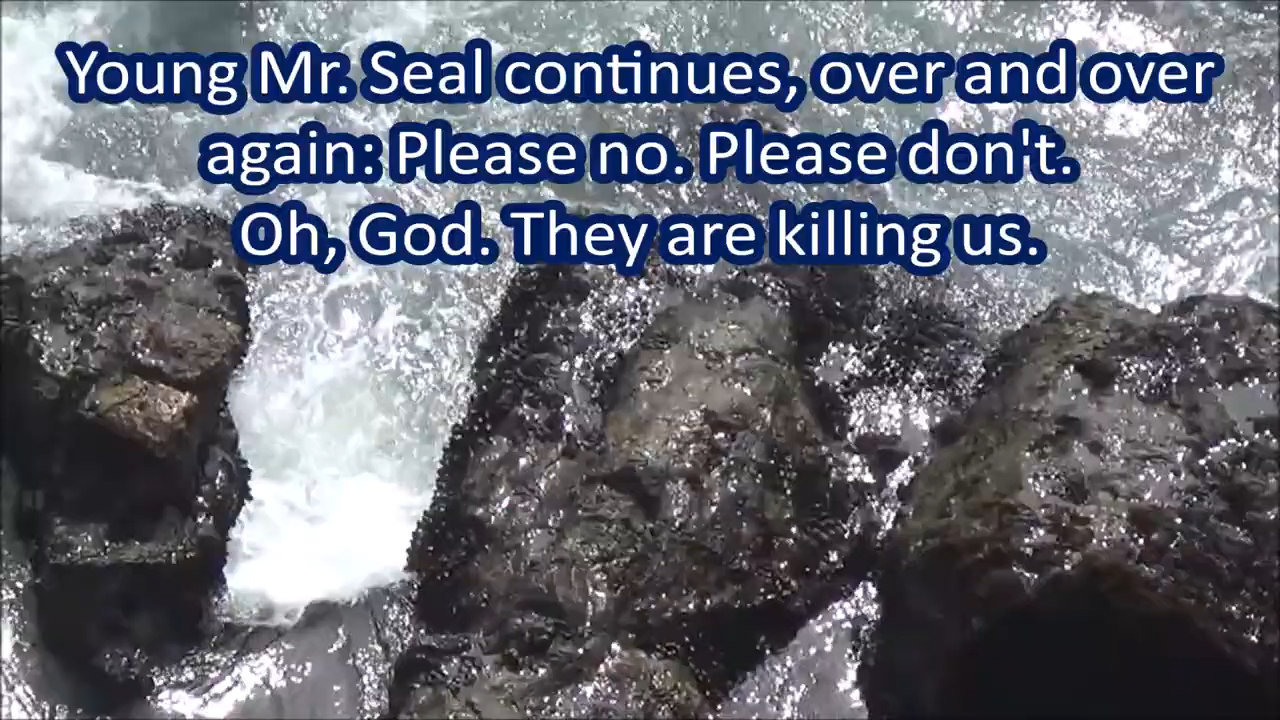 Young Mr. Seal continues, over and over
again: Please no. Please don't.
Oh, God. They are killing us.